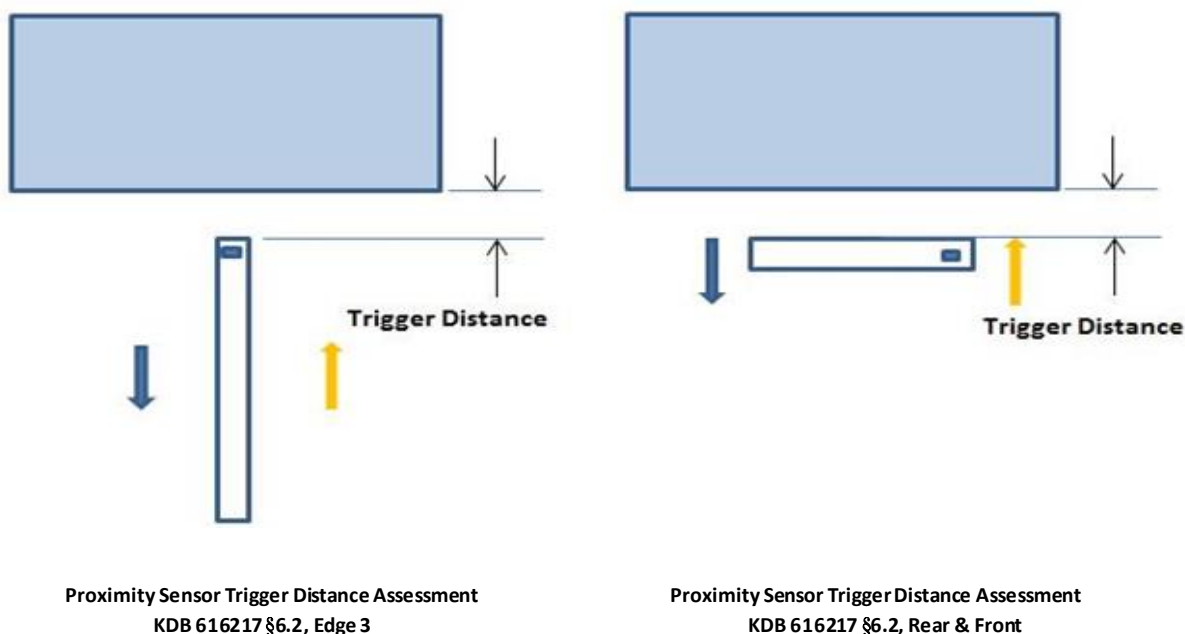 Trigger Distance
Trigger Distance
Proximity Sensor Trigger Distance Assessment
KDB 616217 §6.2, Edge 3
Proximity Sensor Trigger Distance Assessment
KDB 616217 §6.2, Rear & Front